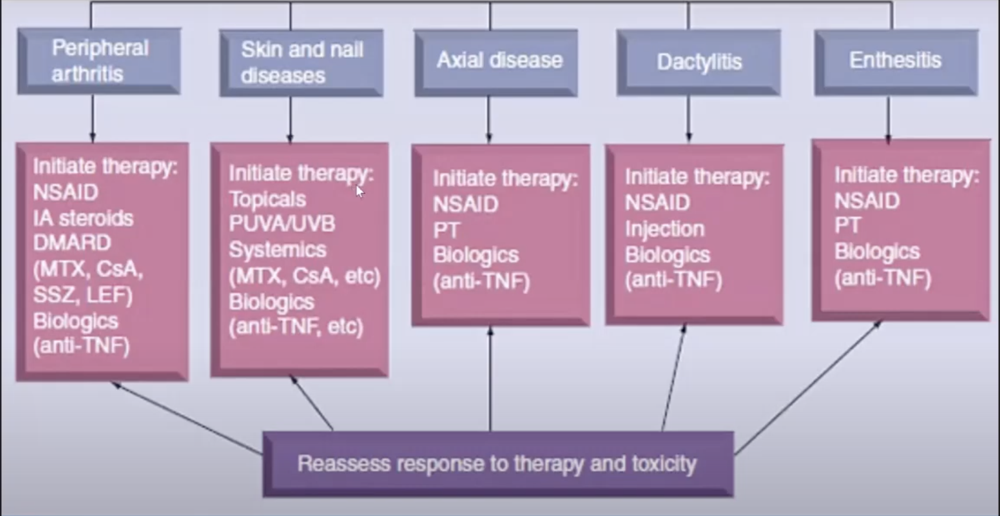 Peripheral
arthritis
Skin and nail
diseases
Axial disease
Dactylitis
Enthesitis
Initiate therapy:
NSAID
IA steroids
DMARD
(MTX, CsA,
SSZ, LEF)
Biologics
(anti-TNF)
Initiate therapy:
Topicals
PUVA/UVB
Systemics
(MTX, CsA, etc)
Biologics
(anti-TNF, etc)
Initiate therapy:
NSAID
PT
Biologics
(anti-TNF)
Initiate therapy:
NSAID
Injection
Biologics
(anti-TNF)
Initiate therapy:
NSAID
PT
Biologics
(anti-TNF)
Reassess response to therapy and toxicity